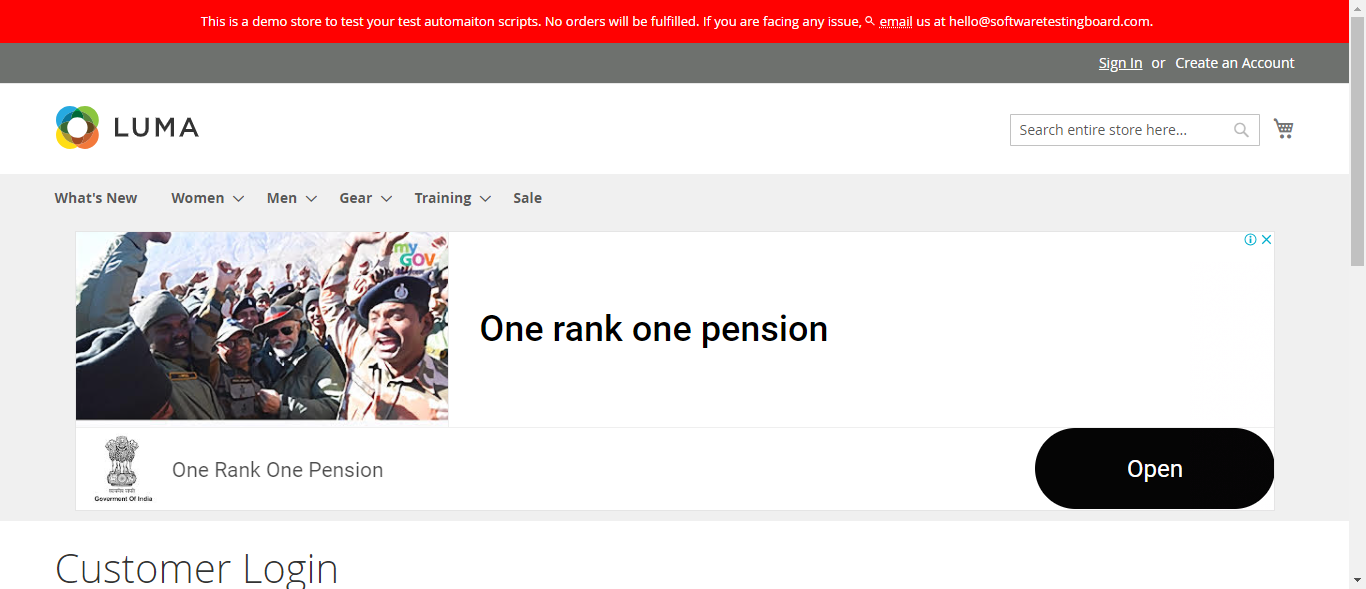 This is a demo store to test your test automaiton scripts. No orders will be fulfilled. If you are facing any issue, email us at hello@softwaretestingboard.com.
Sign In or Create an Account
LUMA
Search entire store here...
What's New Women Men Gear Training Sale
my
GOV
One rank one pension
Goverment Of India
One Rank One Pension
Open
Customer Login